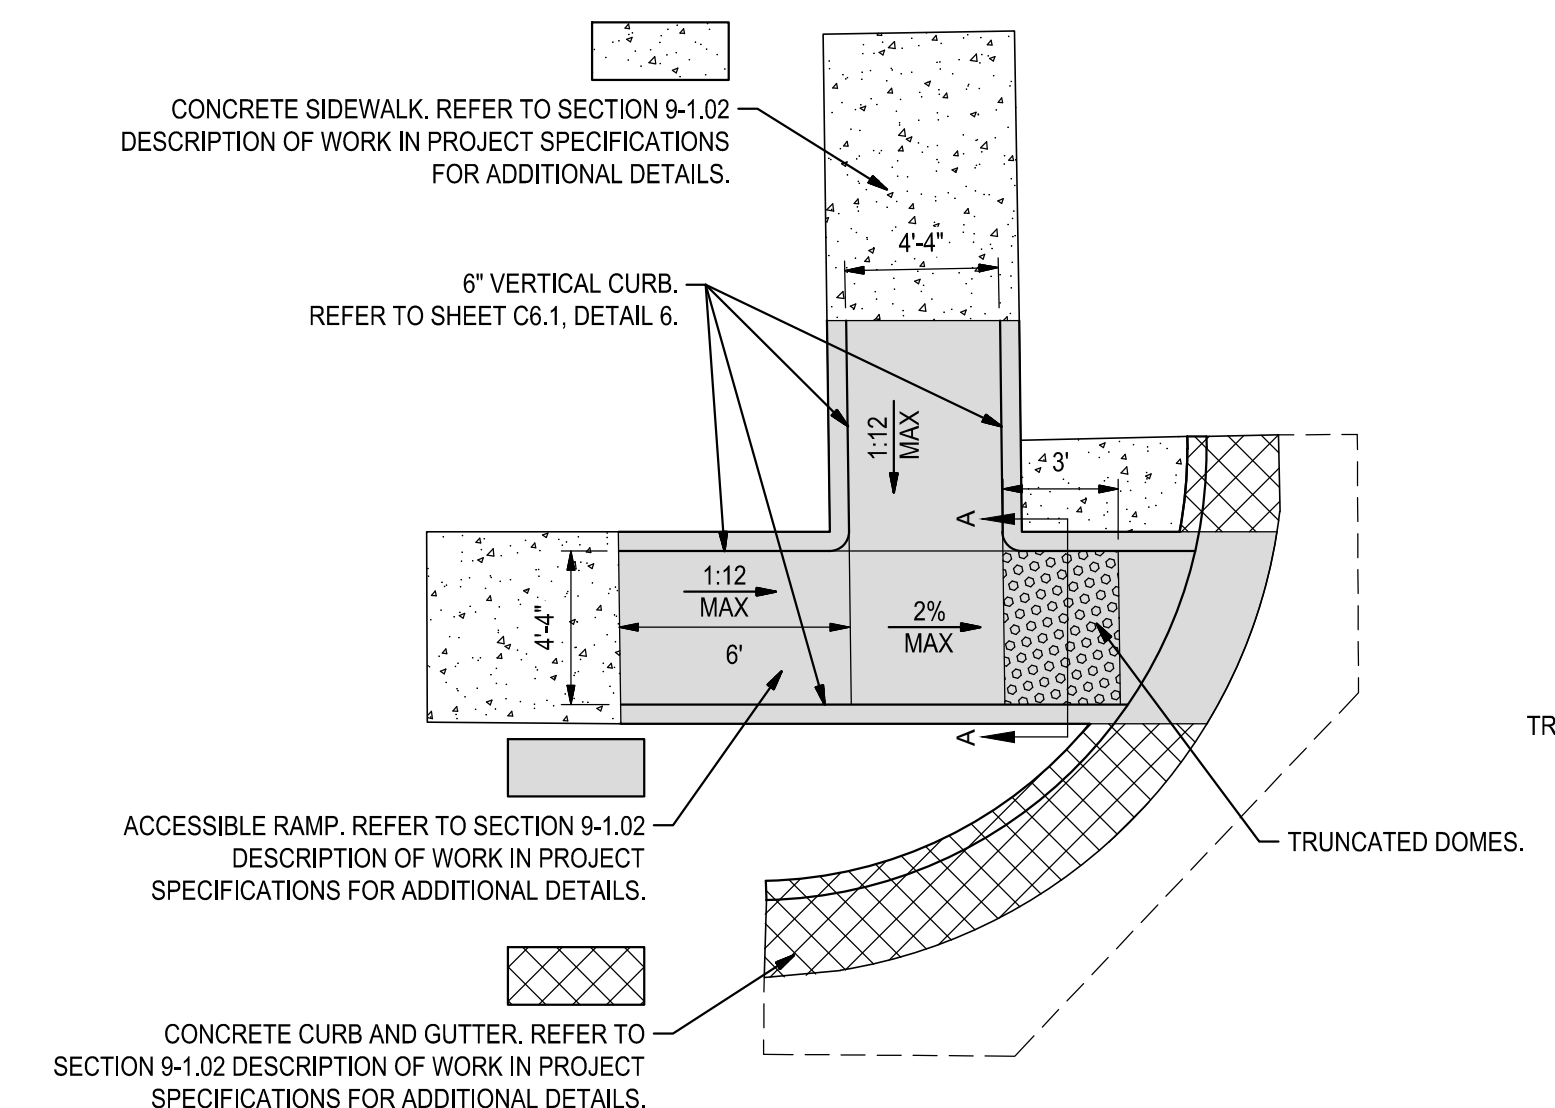 CONCRETE SIDEWALK. REFER TO SECTION 9-1.02
DESCRIPTION OF WORK IN PROJECT SPECIFICATIONS
FOR ADDITIONAL DETAILS.
4'-4"
6" VERTICAL CURB.
REFER TO SHEET C6.1, DETAIL 6.
1:12
MAX
3'
A
1:12
MAX
2%
MAX
4'-4"
6'
A
TR
ACCESSIBLE RAMP. REFER TO SECTION 9-1.02
DESCRIPTION OF WORK IN PROJECT
SPECIFICATIONS FOR ADDITIONAL DETAILS.
TRUNCATED DOMES.
CONCRETE CURB AND GUTTER. REFER TO
SECTION 9-1.02 DESCRIPTION OF WORK IN PROJECT
SPECIFICATIONS FOR ADDITIONAL DETAILS.